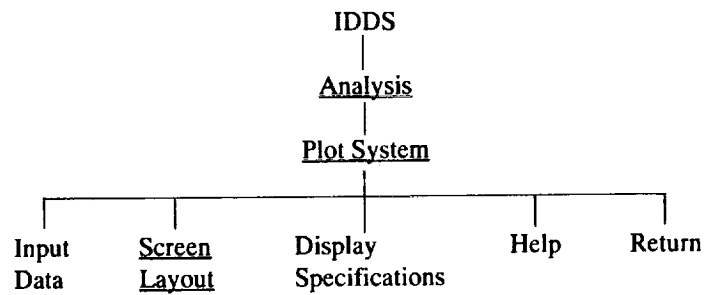 IDDS
Analysis
Plot System
Input Screen Display Help Return
Data Layout Specifications